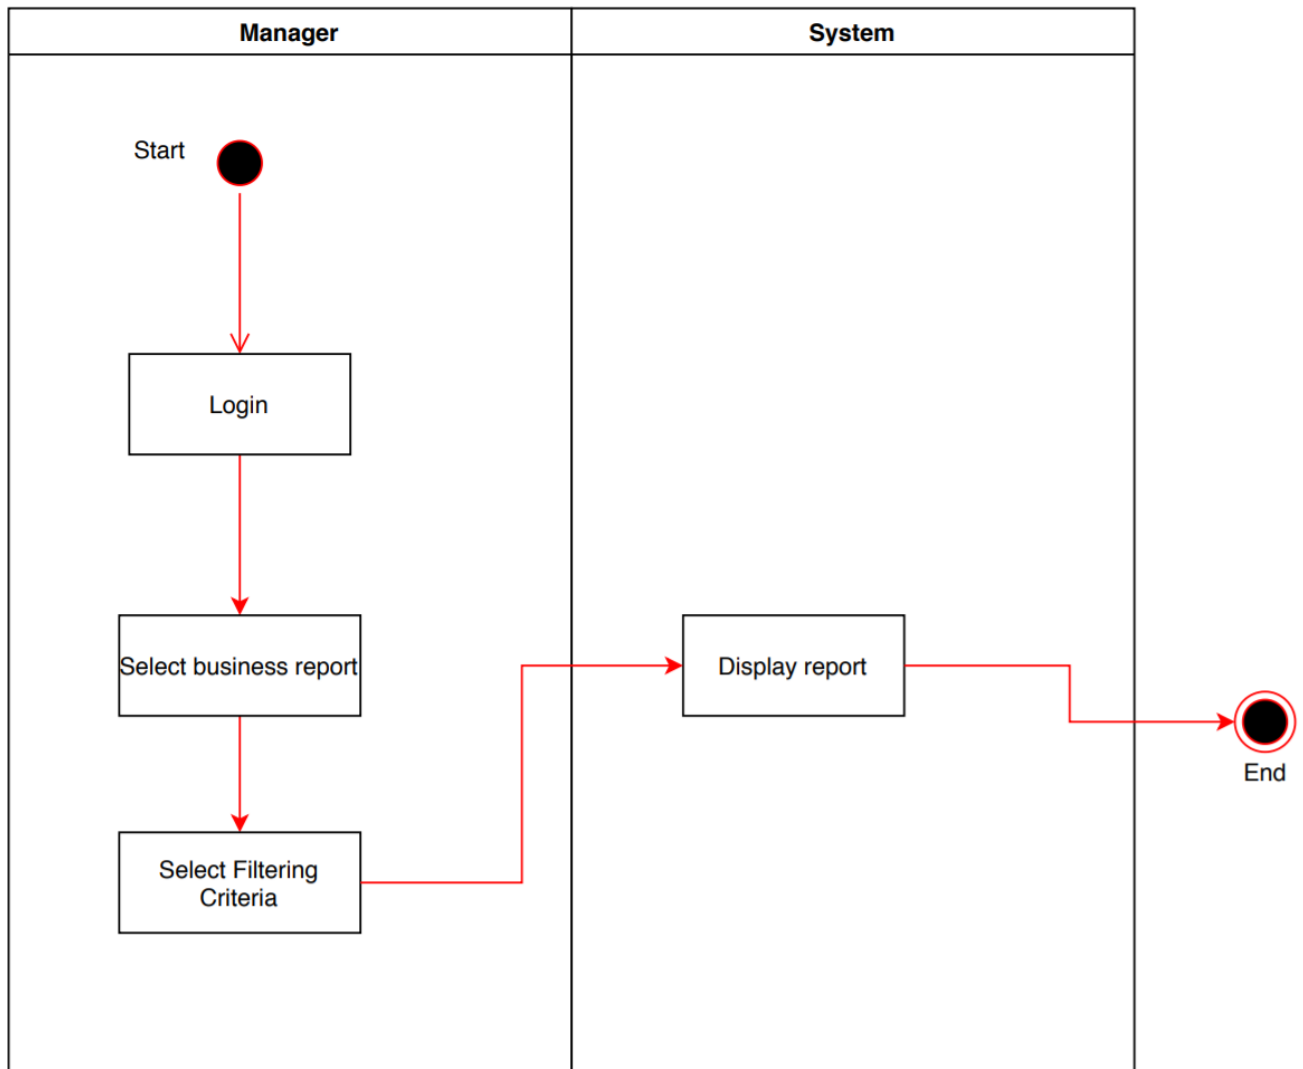 Manager
System
Start
Login
Select business report
Display report
End
Select Filtering
Criteria